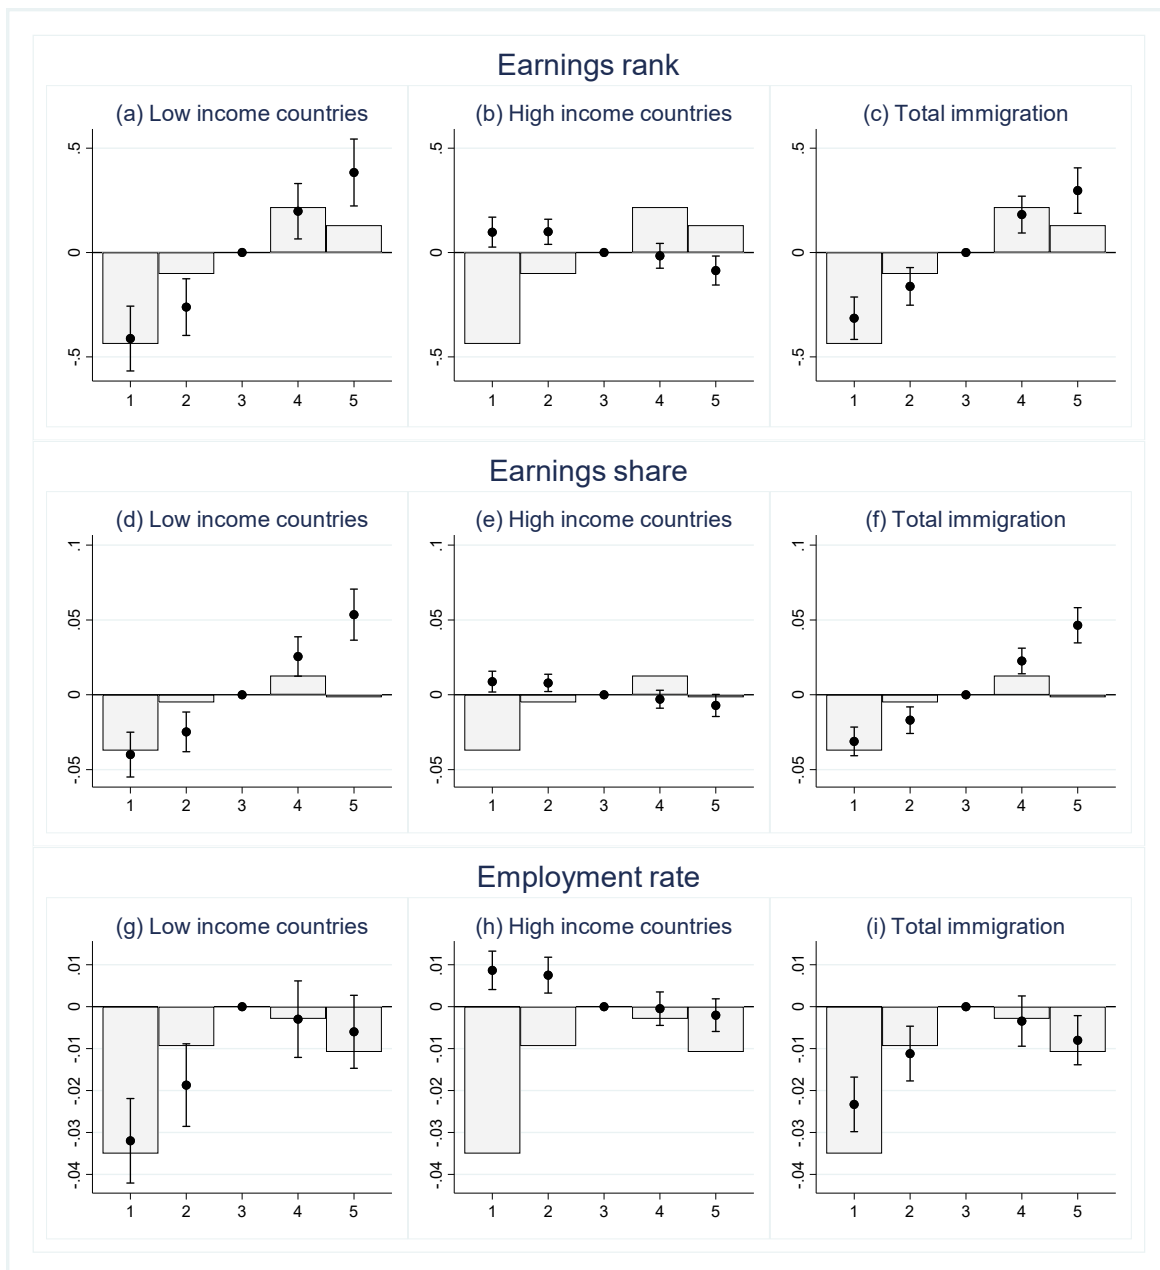 Earnings rank
(a) Low income countries
(b) High income countries
(c) Total immigration
.5
0
-.5
1 2 3 4 5
.5
0
-.5
1 2 3 4 5
.5
0
-.5
1 2 3 4 5
Earnings share
(d) Low income countries
(e) High income countries
(f) Total immigration
.1
.05
0
-.05
1 2 3 4 5
.1
.05
0
-.05
1 2 3 4 5
.1
.05
0
-.05
1 2 3 4 5
Employment rate
(g) Low income countries
(h) High income countries
(i) Total immigration
.01
0
-.01
-.02
-.03
-.04
1 2 3 4 5
.01
0
-.01
-.02
-.03
-.04
1 2 3 4 5
.01
0
-.01
-.02
-.03
-.04
1 2 3 4 5